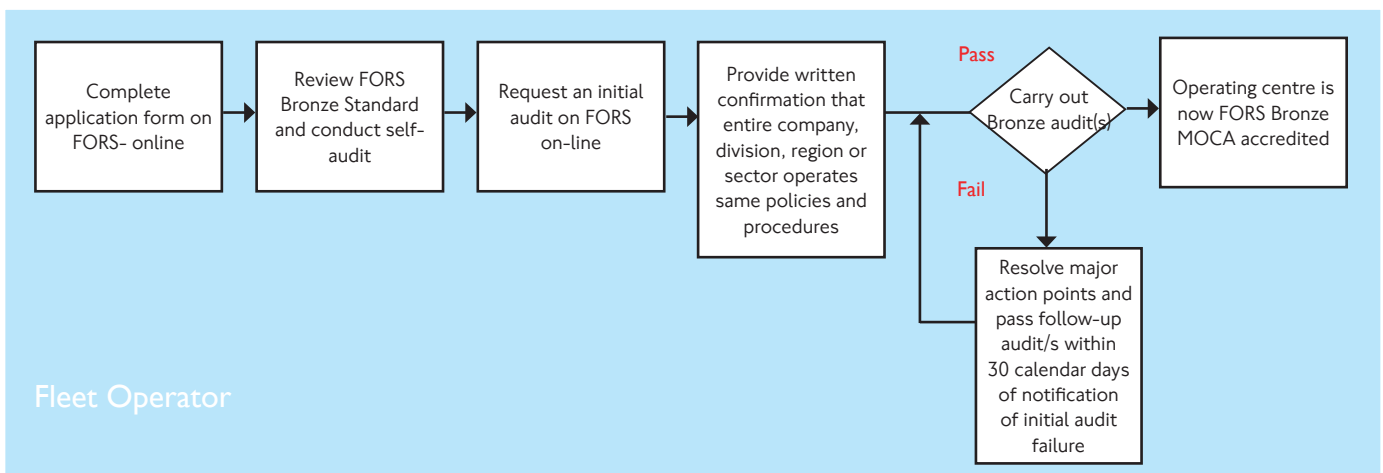 Complete
application form on
FORS- online
Review FORS
Bronze Standard
and conduct self-
audit
Request an initial
audit on FORS
on-line
Provide written
confirmation that
entire company,
division, region or
sector operates
same policies and
procedures
Pass
Carry out
Bronze audit(s)
Fail
Operating centre is
now FORS Bronze
MOCA accredited
Resolve major
action points and
pass follow-up
audit/s within
30 calendar days
of notification
of initial audit
failure
Fleet Operator